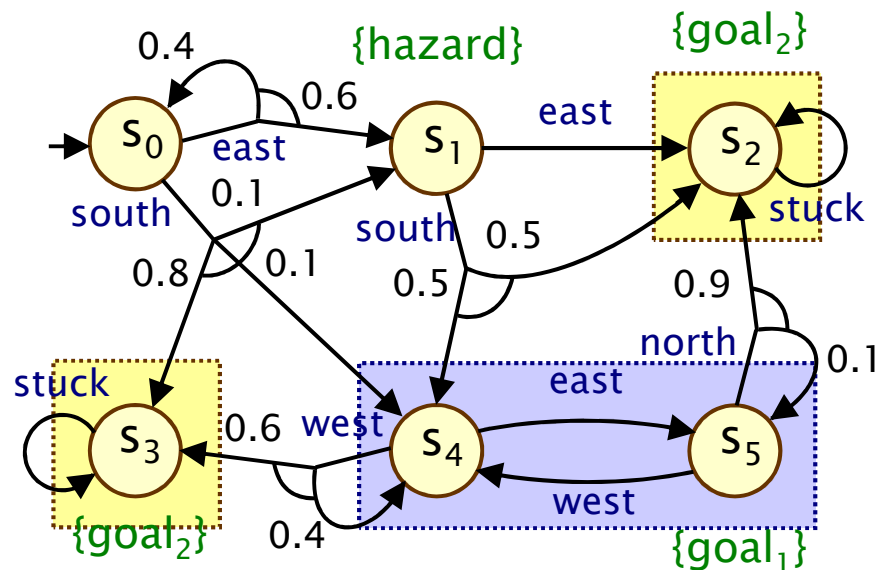 {goal₂}
{hazard}
0.4
0.6
east
s₀
s₁
s₂
east
0.1
south
south
0.5
stuck
0.8
0.1
0.5
0.9
north
0.1
stuck
east
0.6
west
s₃
s₄
s₅
west
0.4
{goal₂}
{goal₁}